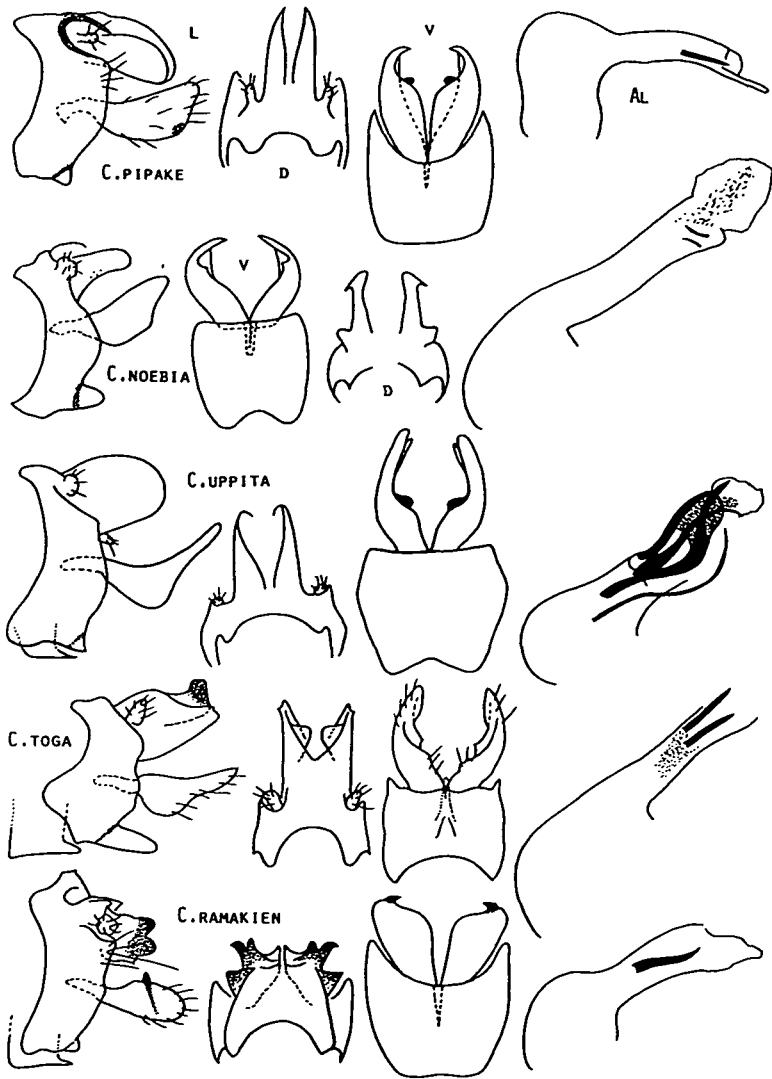 L
V
AL
C.PIPAKE
D
V
C.NOEBIA
D
C.UPPITA
C.TOGA
C.RAMAKIEN